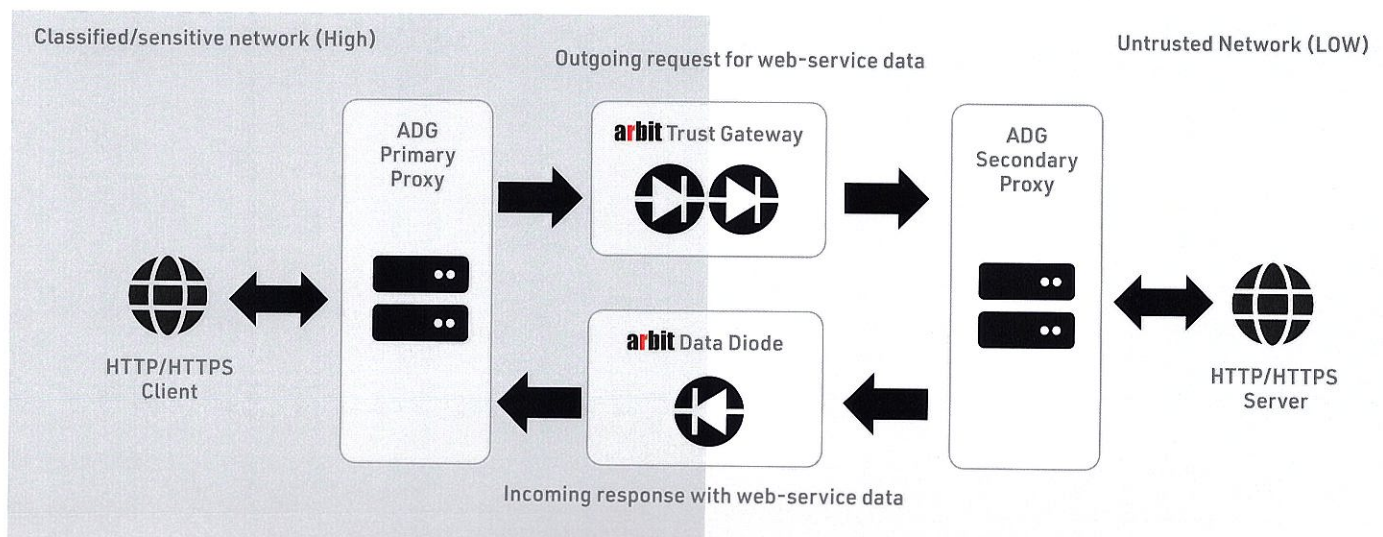 Classified/sensitive network (High)
Untrusted Network (LOW)
Outgoing request for web-service data
ADG
Primary
Proxy
arbit Trust Gateway
ADG
Secondary
Proxy
HTTP/HTTPS
Client
arbit Data Diode
HTTP/HTTPS
Server
Incoming response with web-service data